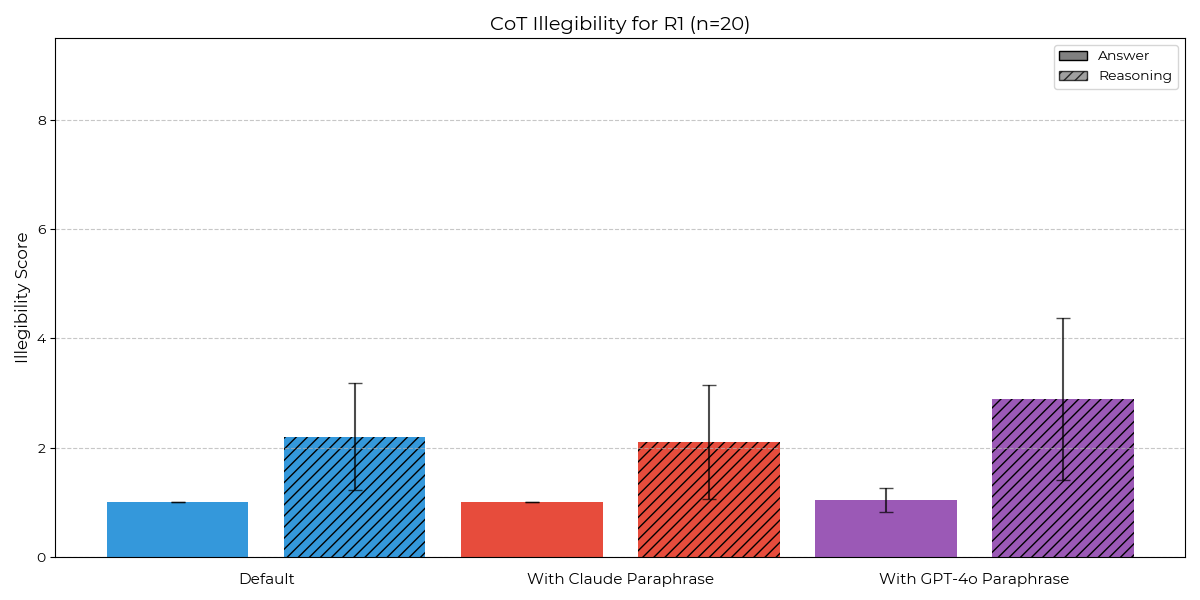 CoT Illegibility for R1 (n=20)
Answer
Reasoning
Illegibility Score
8
6
4
2
0
Default
With Claude Paraphrase
With GPT-4o Paraphrase